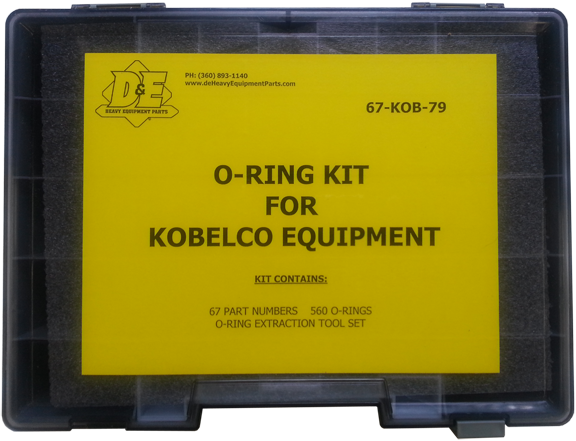 D&E
HEAVY EQUIPMENT PARTS
PH: (360) 893-1140
www.deHeavyEquipmentParts.com
67-KOB-79
O-RING KIT
FOR
KOBELCO EQUIPMENT
KIT CONTAINS:
67 PART NUMBERS 560 O-RINGS
O-RING EXTRACTION TOOL SET